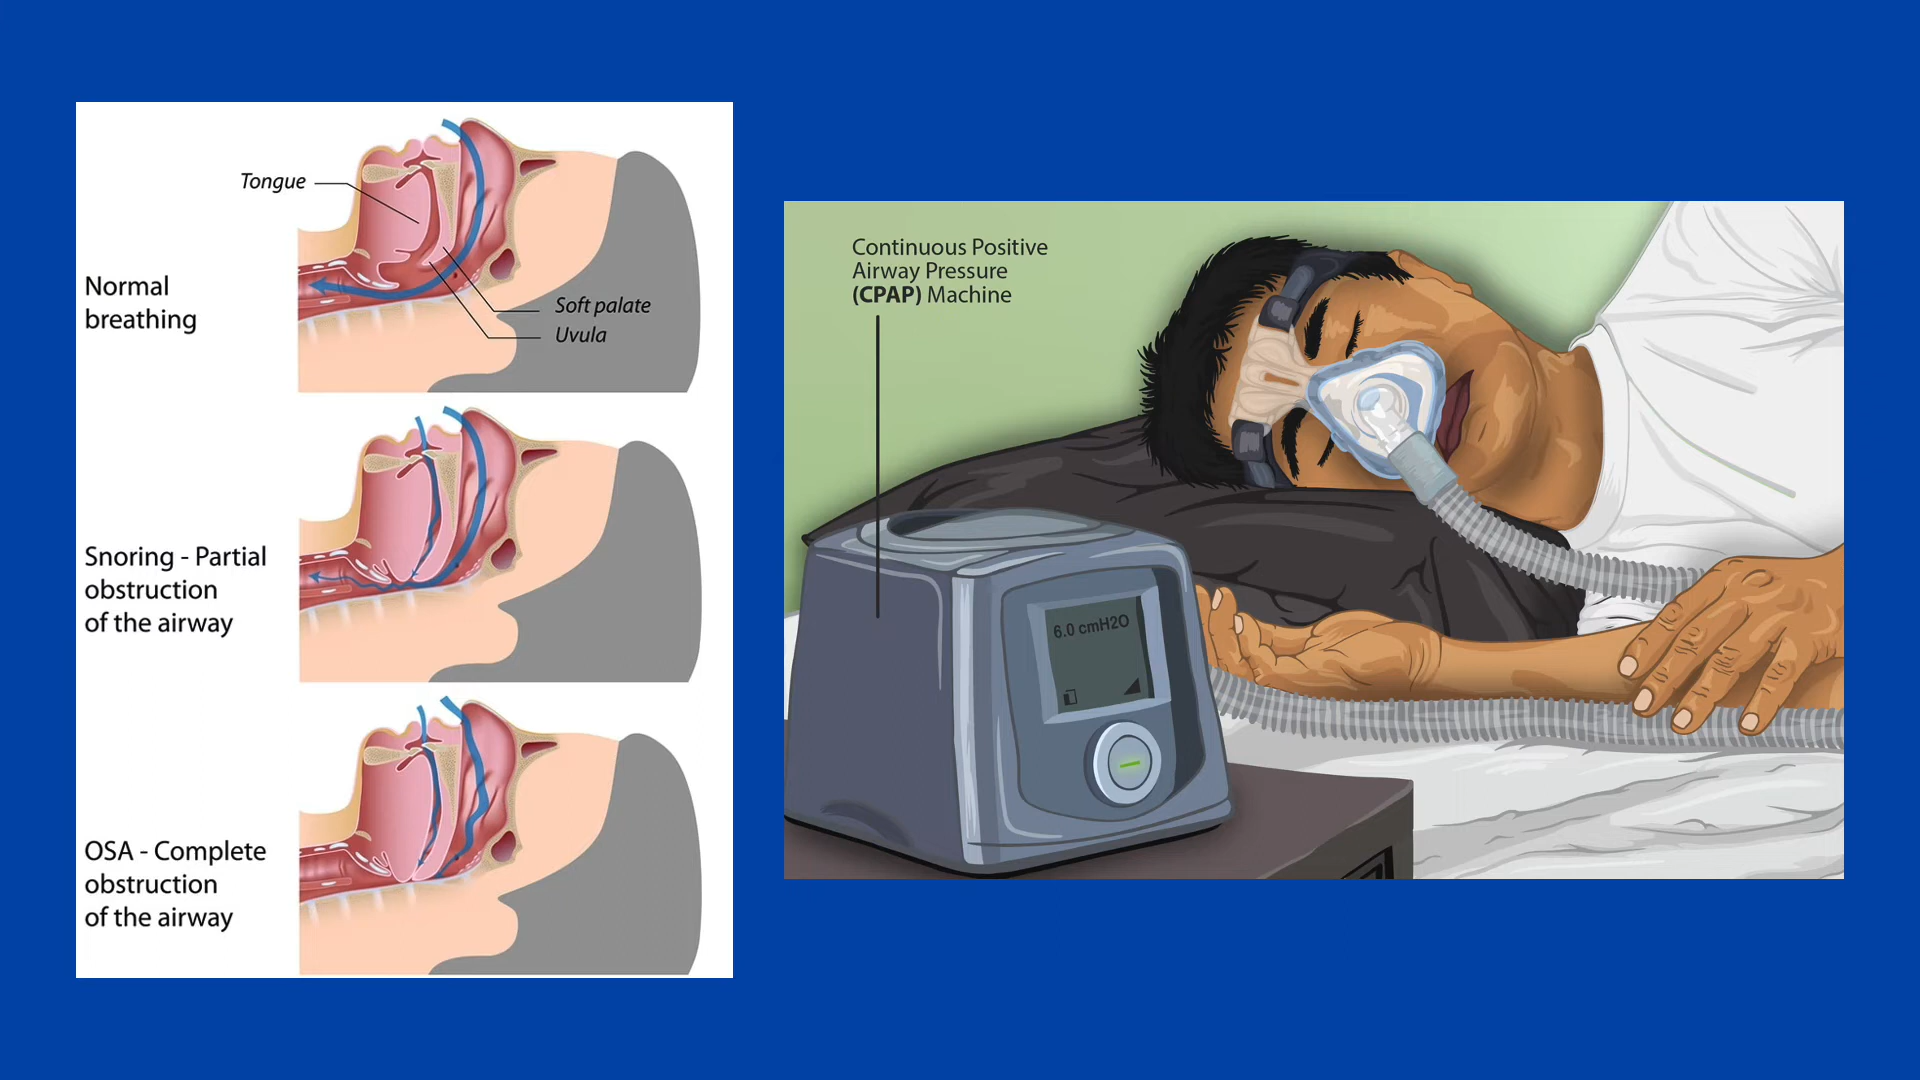 Tongue
Normal
breathing
Soft palate
Uvula
Snoring - Partial
obstruction
of the airway
OSA - Complete
obstruction
of the airway
Continuous Positive
Airway Pressure
(CPAP) Machine
6.0 cmH2O